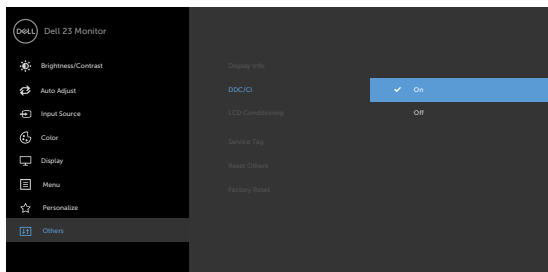 DELL
Dell 23 Monitor
Brightness/Contrast
Auto Adjust
Input Source
Color
Display
Menu
Personalize
Others
Display Info
DDC/CI
LCD Conditioning
Service Tag
Reset Others
Factory Reset
On
Off